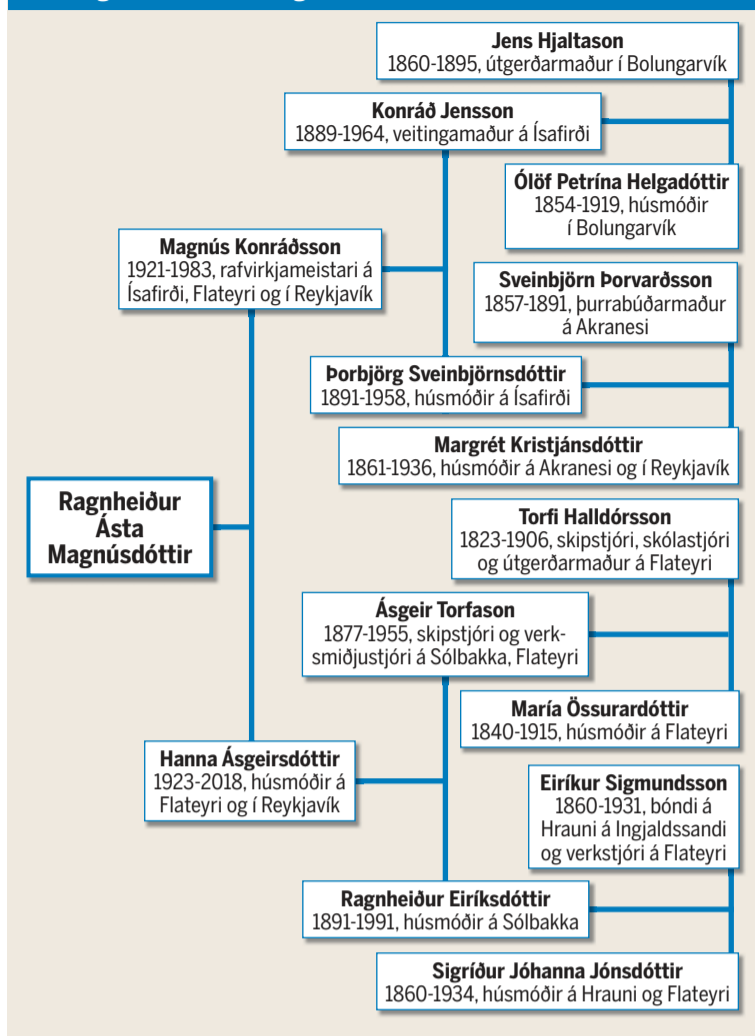 Jens Hjaltason
1860-1895, útgerðarmaður í Bolungarvík
Konráð Jensson
1889-1964, veitingamaður á Ísafirði
Ólöf Petrína Helgadóttir
1854-1919, húsmóðir
í Bolungarvík
Magnús Konráðsson
1921-1983, rafvirkjameistari á
Ísafirði, Flateyri og í Reykjavík
Sveinbjörn Þorvarðsson
1857-1891, þurrabúðarmaður
á Akranesi
Þorbjörg Sveinbjörnsdóttir
1891-1958, húsmóðir á Ísafirði
Margrét Kristjánsdóttir
1861-1936, húsmóðir á Akranesi og í Reykjavík
Ragnheiður
Ásta
Magnúsdóttir
Torfi Halldórsson
1823-1906, skipstjóri, skólastjóri
og útgerðarmaður á Flateyri
Ásgeir Torfason
1877-1955, skipstjóri og verk-
smiðjustjóri á Sólbakka, Flateyri
María Össurardóttir
1840-1915, húsmóðir á Flateyri
Hanna Ásgeirsdóttir
1923-2018, húsmóðir á
Flateyri og í Reykjavík
Eiríkur Sigmundsson
1860-1931, bóndi á
Hrauni á Ingjaldssandi
og verkstjóri á Flateyri
Ragnheiður Eiríksdóttir
1891-1991, húsmóðir á Sólbakka
Sigríður Jóhanna Jónsdóttir
1860-1934, húsmóðir á Hrauni og Flateyri